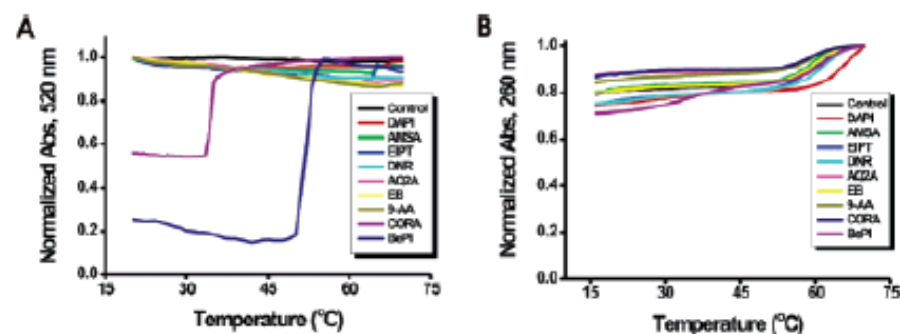 A
Normalized Abs, 520 nm
1.0
0.8
0.6
0.4
0.2
0.0
15
30
45
60
75
Temperature (°C)
Control
DAPI
AMSA
EIPT
DNR
AQ2A
EB
9-AA
CORA
BePI
B
Normalized Abs, 260 nm
1.0
0.8
0.6
0.4
0.2
0.0
15
30
45
60
75
Temperature (°C)
Control
DAPI
AMSA
EIPT
DNR
AQ2A
EB
9-AA
CORA
BePI